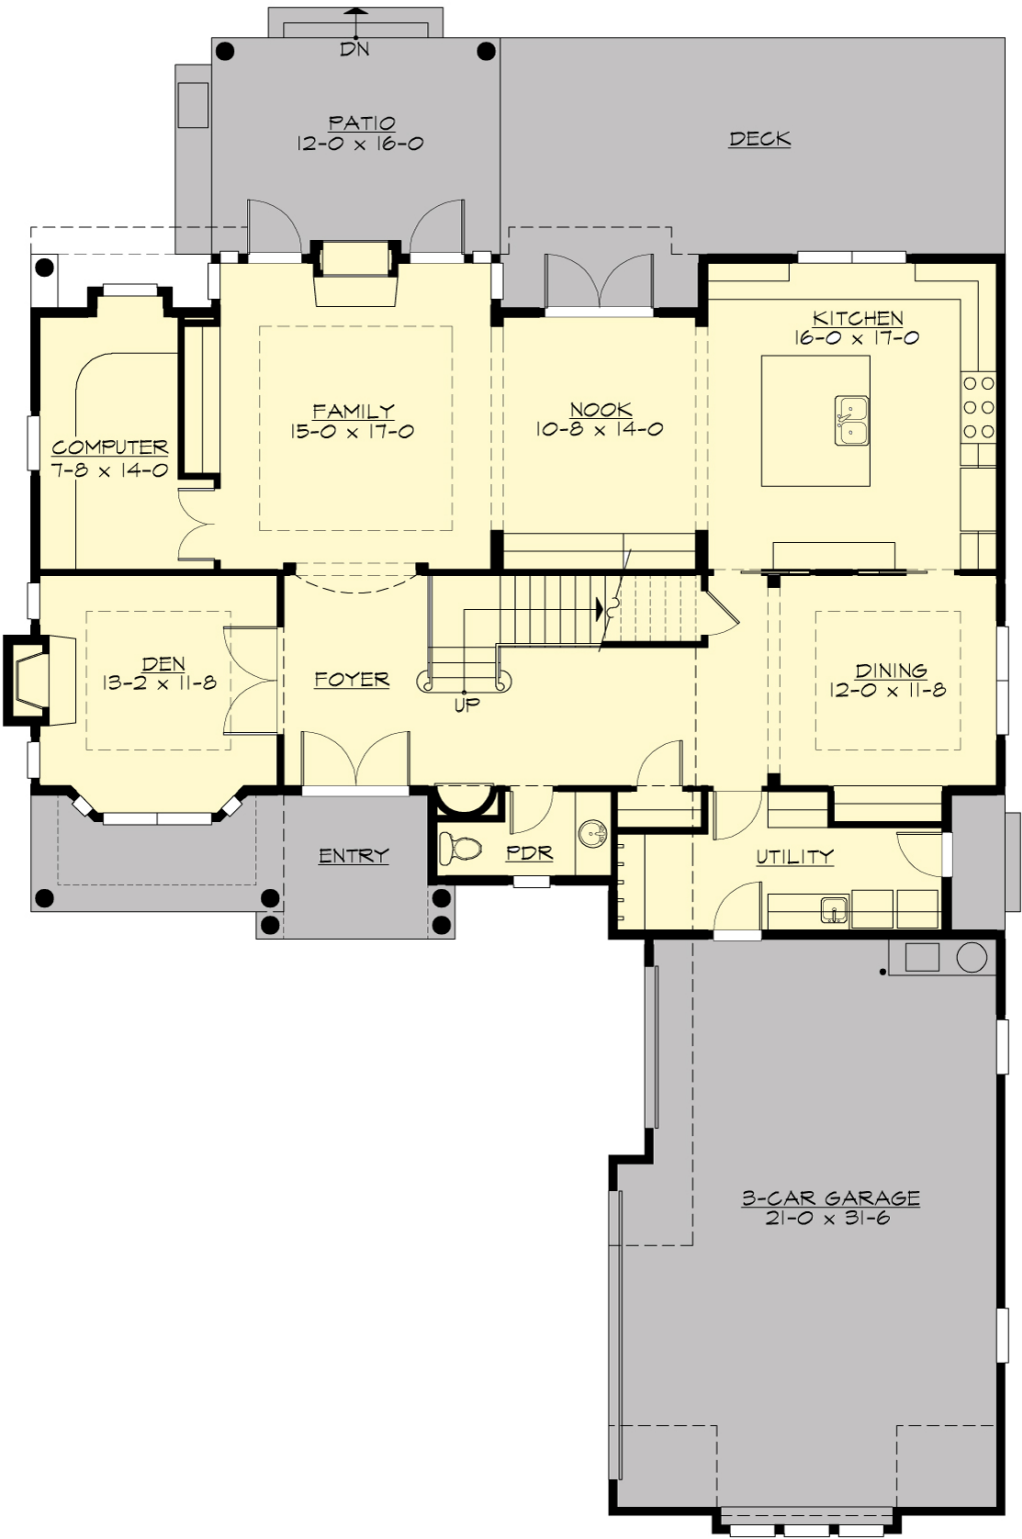 DN
PATIO
12-0 x 16-0
DECK
KITCHEN
16-0 x 17-0
FAMILY
15-0 x 17-0
NOOK
10-8 x 14-0
COMPUTER
7-8 x 14-0
DEN
13-2 x 11-8
FOYER
UP
DINING
12-0 x 11-8
ENTRY
PDR
UTILITY
3-CAR GARAGE
21-0 x 31-6